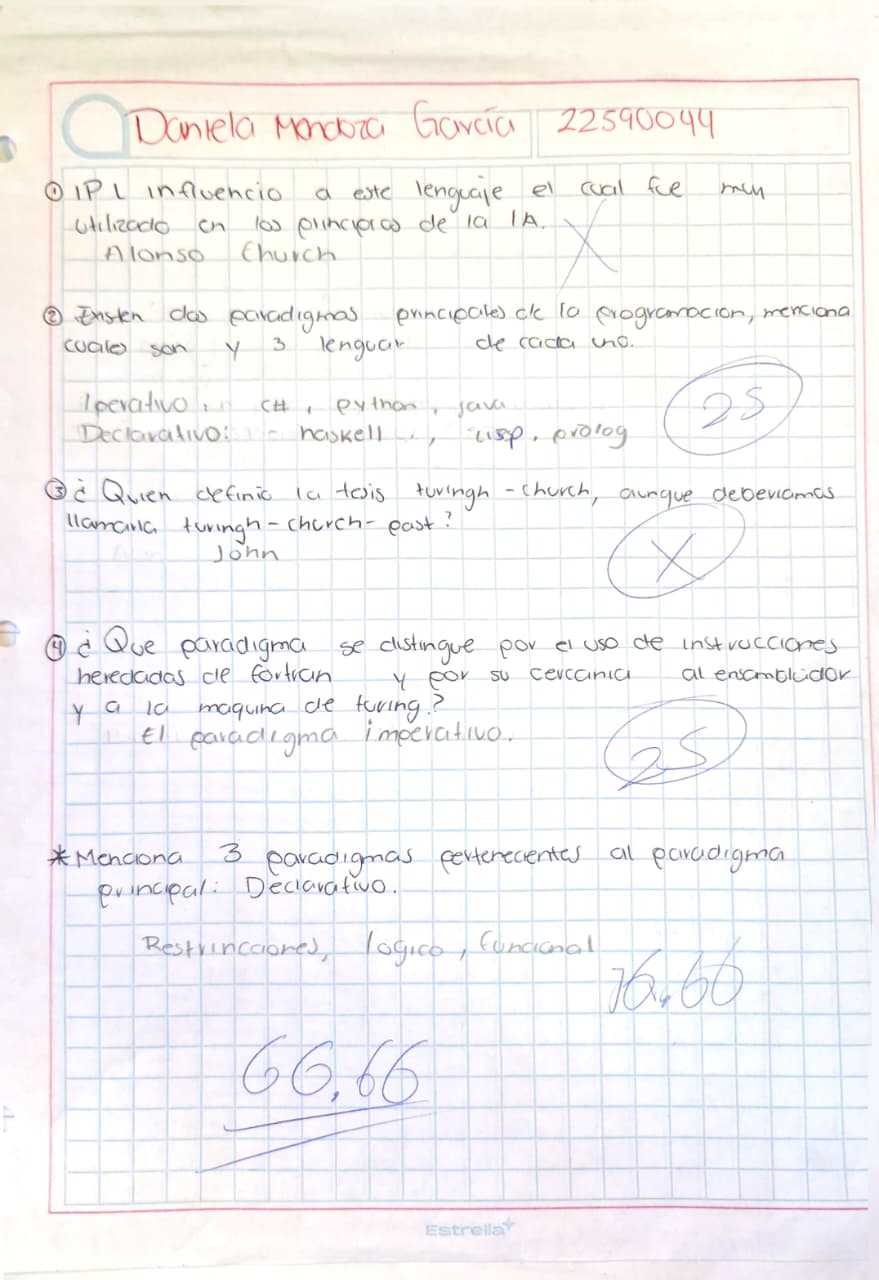 Daniela Mendoza García 22590044
① IPL influencio a este lenguaje el cual fue muy
utilizado en los principios de la IA.
Alonso Church
X
② Existen dos paradigmas principales de la programacion, menciona
cuales son y 3 lenguar de cada uno.
Iperativo: C#, python, java
Declarativo: - haskell, lisp, prolog
25
③ ¿Quien definio la tesis turingh-church, aunque deberiamos
llamarla turingh-church-past?
John
X
④ ¿Que paradigma se distingue por el uso de instrucciones
heredadas de fortran y por su cercania al ensamblador
y a la maquina de turing?
El paradigma imperativo.
25
*Menciona 3 paradigmas pertenecientes al paradigma
principal: Declarativo.
Restrincciones, logico, funcional
16.66
66.66
Estrella